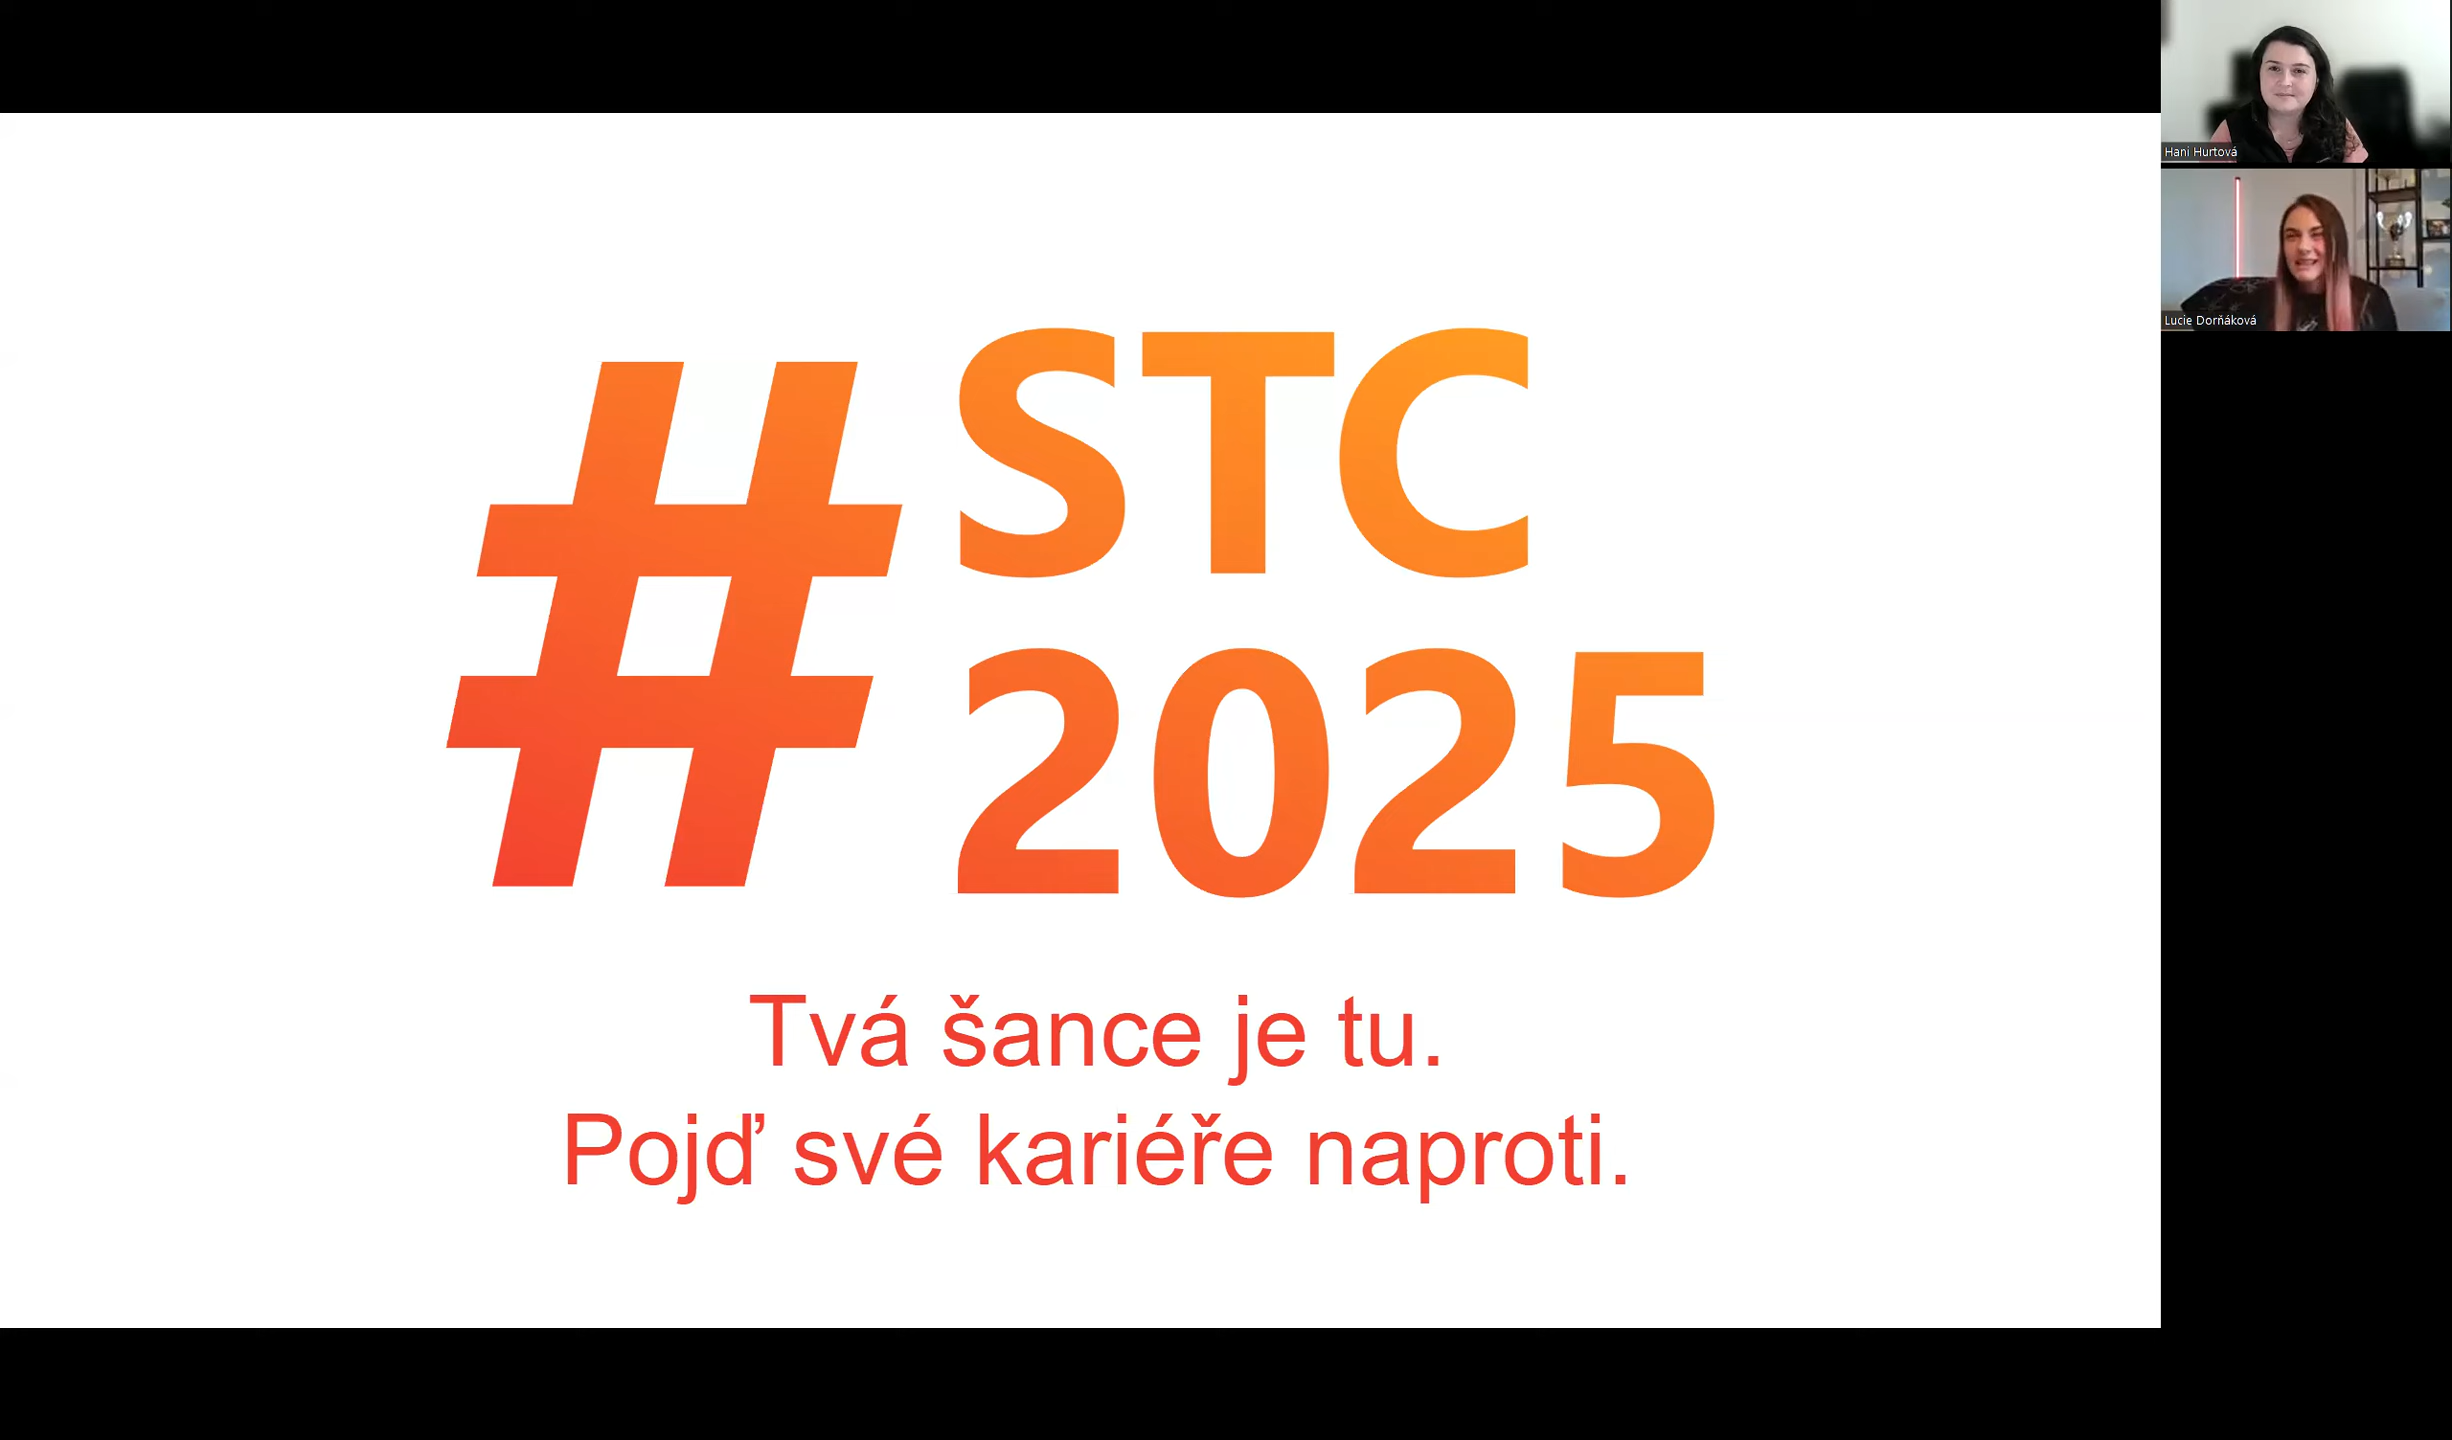 #STC
2025
Tvá šance je tu.
Pojď své kariéře naproti.
Hani Hurtová
Lucie Dorňáková